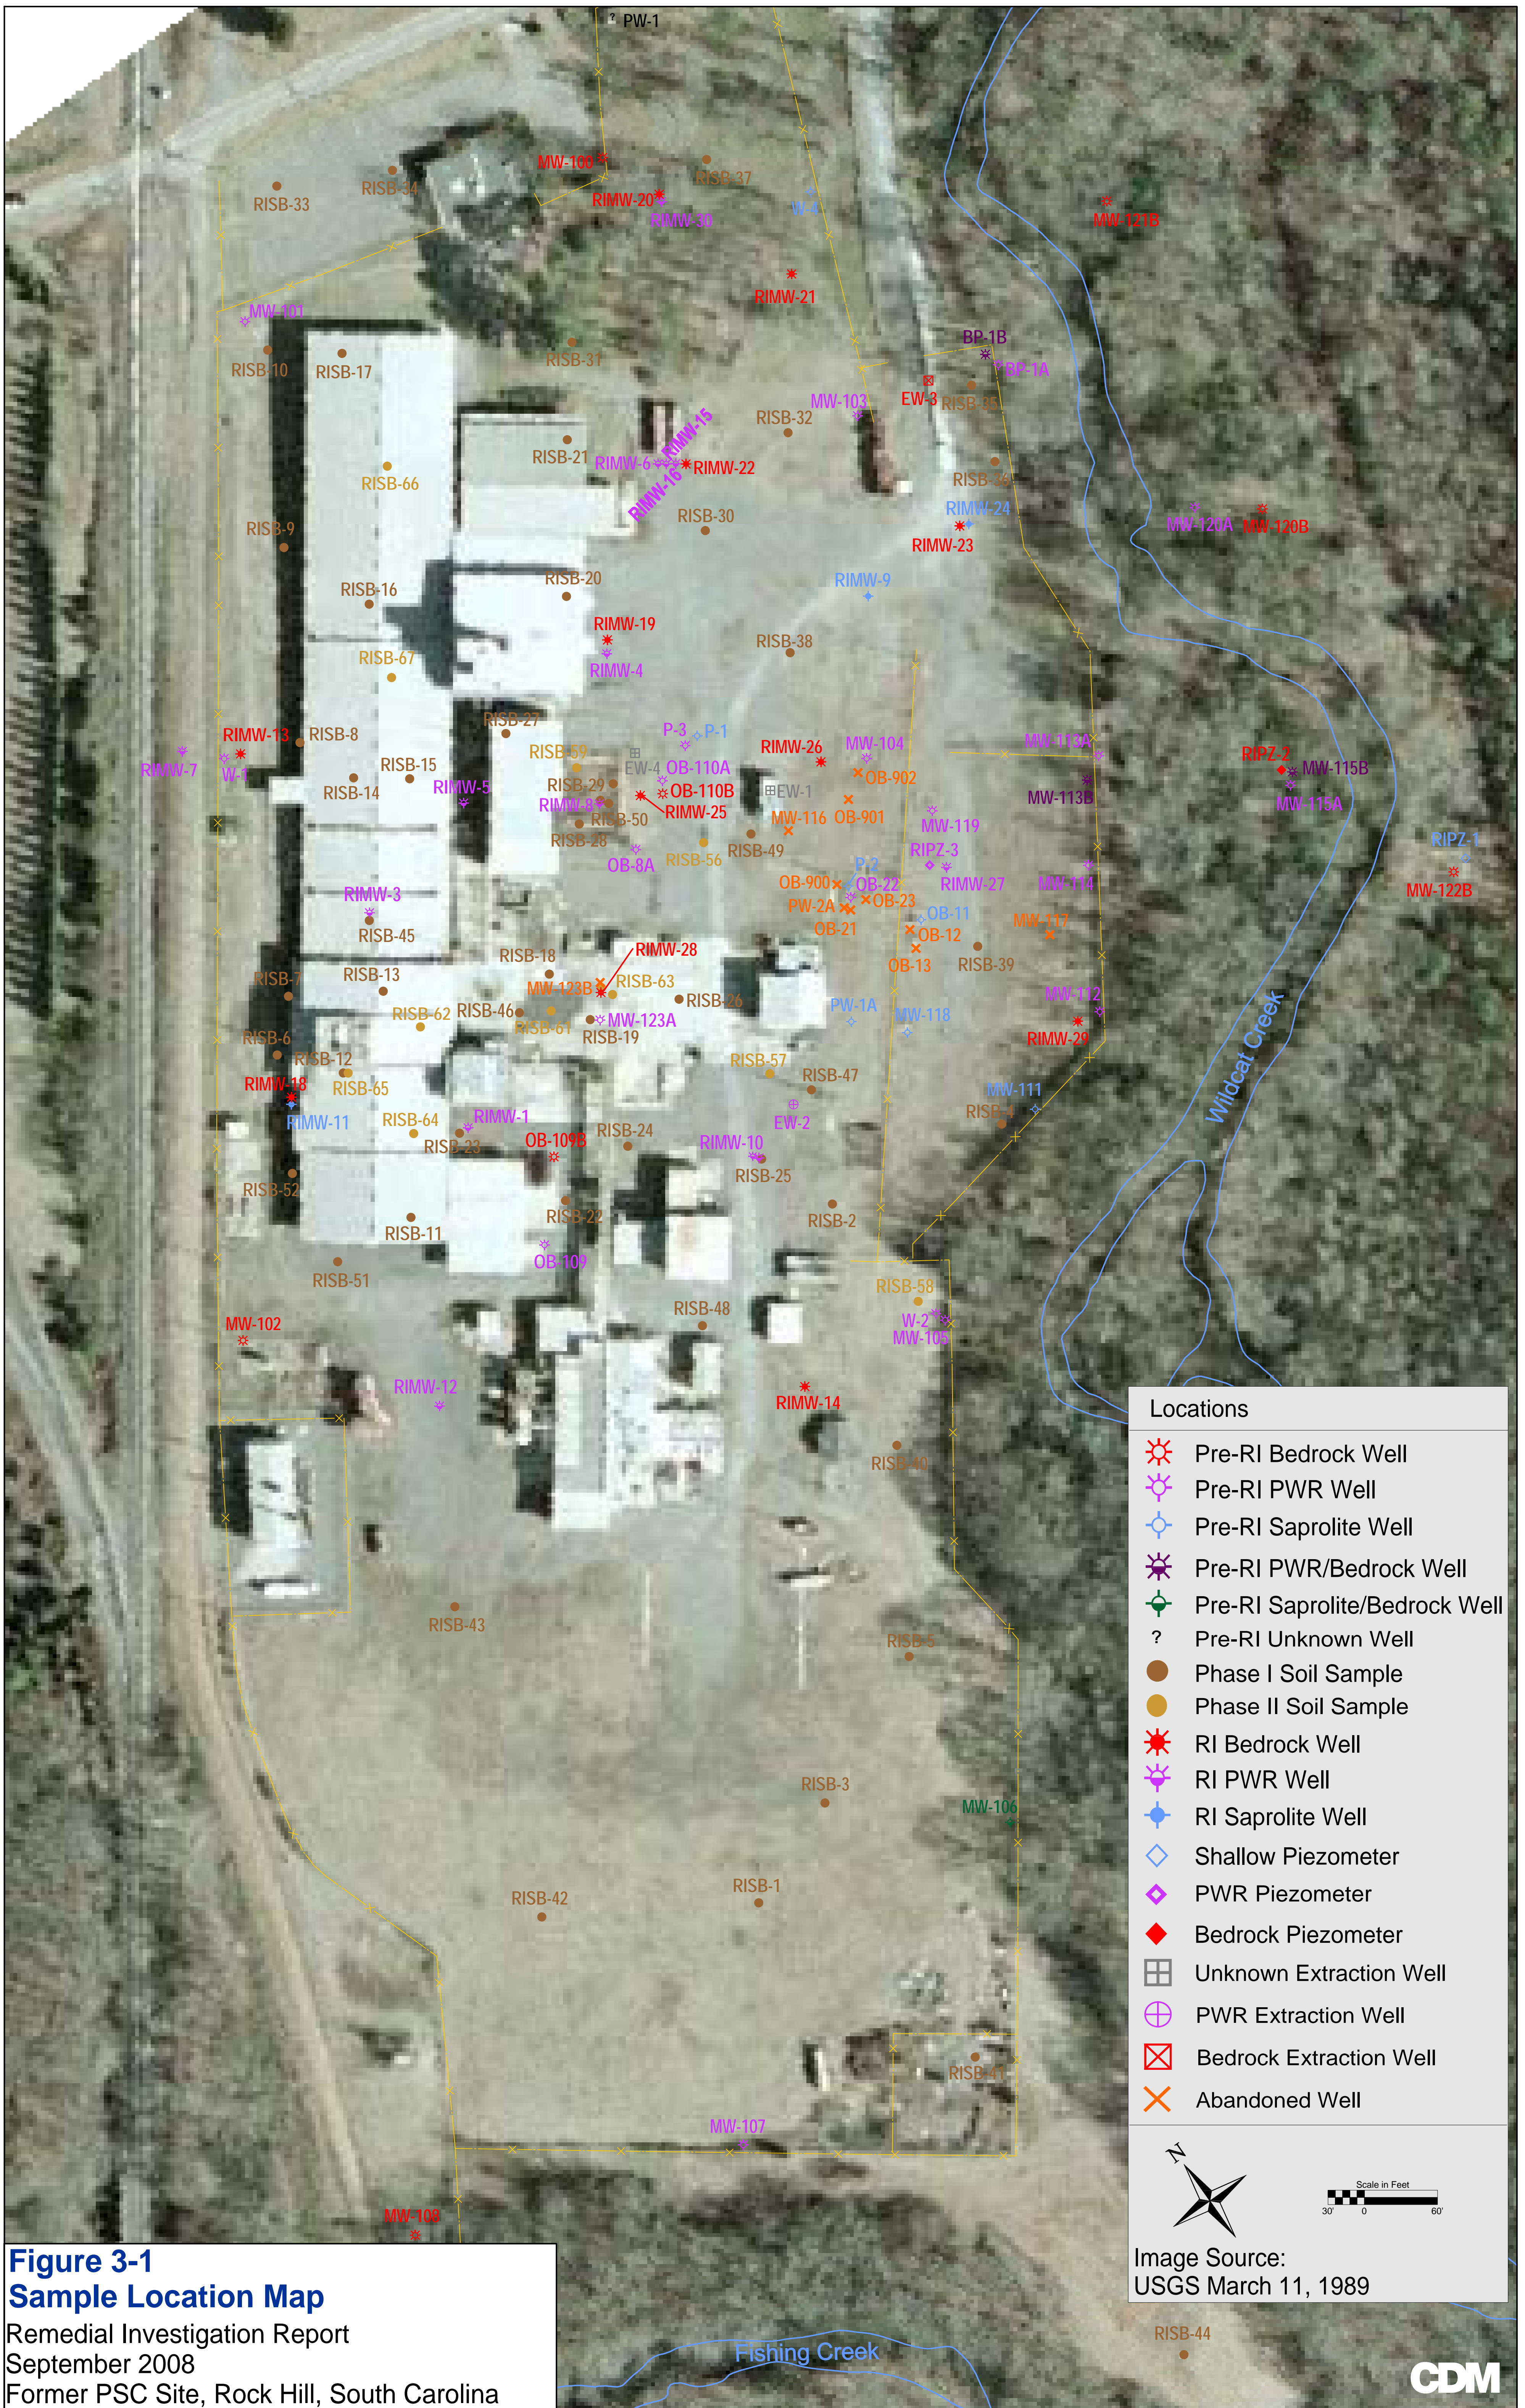 ? PW-1
MW-100
RISB-37
RISB-34
RISB-33
RIMW-20
RIMW-30
W-4
MW-121B
RIMW-21
MW-101
BP-1B
RISB-31
RISB-10
RISB-17
BP-1A
EW-3
RISB-35
MW-103
RISB-32
RIMW-15
RISB-21
RIMW-6
RIMW-22
RISB-36
RISB-66
RIMW-16
RIMW-24
RISB-30
MW-120A
MW-120B
RISB-9
RIMW-23
RISB-20
RISB-16
RIMW-9
RIMW-19
RISB-38
RISB-67
RIMW-4
RISB-27
P-3
P-1
RIMW-13
RISB-8
RISB-59
RIMW-26
MW-104
MW-113A
RIPZ-2
RIMW-7
W-1
RISB-15
EW-4
OB-110A
OB-902
MW-115B
RISB-14
RISB-29
OB-110B
EW-1
MW-113B
MW-115A
RIMW-5
RIMW-8
RIMW-25
RISB-50
MW-116
OB-901
MW-119
RISB-28
RISB-49
RIPZ-1
OB-8A
RISB-56
P-2
RIPZ-3
OB-900
OB-22
RIMW-27
MW-114
MW-122B
RIMW-3
PW-2A
OB-23
RISB-45
OB-21
OB-11
MW-117
OB-12
RIMW-28
RISB-18
OB-13
RISB-39
RISB-7
RISB-13
MW-123B
RISB-63
MW-112
RISB-46
RISB-26
PW-1A
RISB-62
RISB-61
MW-123A
MW-118
RIMW-29
RISB-19
RISB-6
RISB-12
RISB-57
Wildcat Creek
RIMW-18
RISB-65
RISB-47
MW-111
RIMW-11
RISB-64
RIMW-1
EW-2
RISB-23
OB-109B
RISB-24
RIMW-10
RISB-25
RISB-52
RISB-22
RISB-2
RISB-11
OB-109
RISB-51
RISB-58
MW-102
RISB-48
W-2
MW-105
RIMW-12
RIMW-14
RISB-40
RISB-43
RISB-5
RISB-3
MW-106
RISB-1
RISB-42
RISB-41
MW-107
MW-108
RISB-44
Fishing Creek
Locations
Pre-RI Bedrock Well
Pre-RI PWR Well
Pre-RI Saprolite Well
Pre-RI PWR/Bedrock Well
Pre-RI Saprolite/Bedrock Well
? Pre-RI Unknown Well
Phase I Soil Sample
Phase II Soil Sample
RI Bedrock Well
RI PWR Well
RI Saprolite Well
Shallow Piezometer
PWR Piezometer
Bedrock Piezometer
Unknown Extraction Well
PWR Extraction Well
Bedrock Extraction Well
Abandoned Well
N
Scale in Feet
30' 0 60'
Image Source:
USGS March 11, 1989
Figure 3-1
Sample Location Map
Remedial Investigation Report
September 2008
Former PSC Site, Rock Hill, South Carolina
CDM